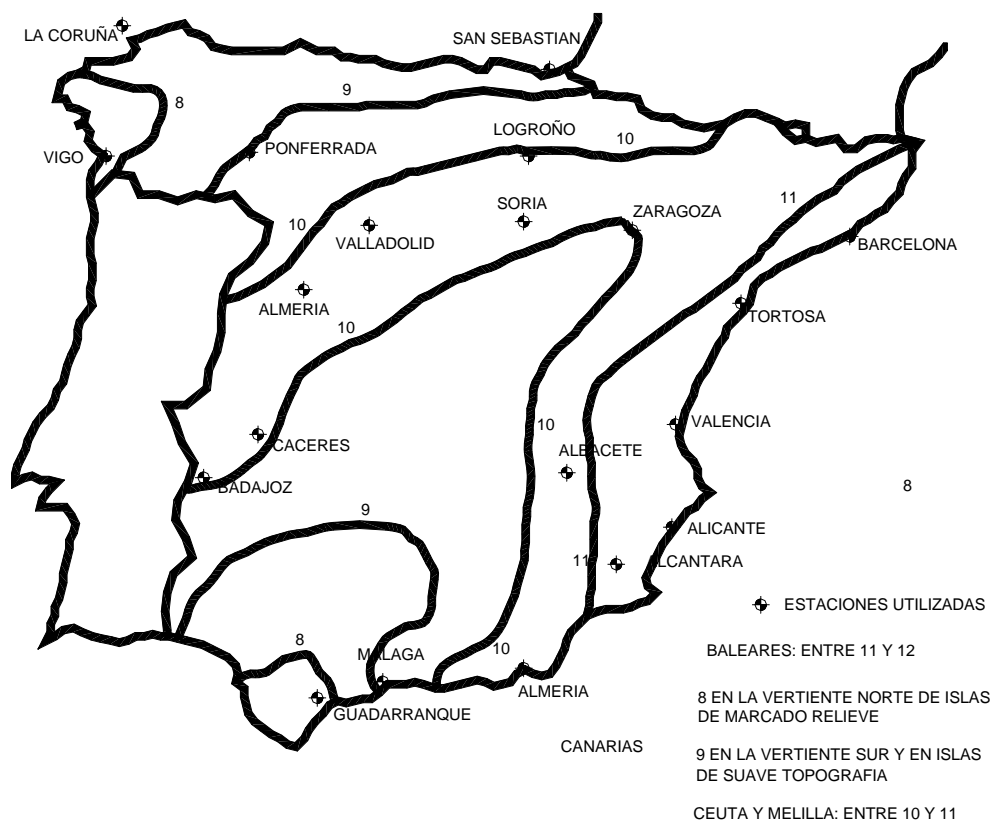 LA CORUÑA
SAN SEBASTIAN
8
9
VIGO
PONFERRADA
LOGROÑO
10
11
10
VALLADOLID
SORIA
ZARAGOZA
BARCELONA
ALMERIA
10
TORTOSA
CACERES
BADAJOZ
10
ALBACETE
VALENCIA
8
9
ALICANTE
11
ALCANTARA
ESTACIONES UTILIZADAS
8
MALAGA
10
GUADARRANQUE
ALMERIA
CANARIAS
BALEARES: ENTRE 11 Y 12
8 EN LA VERTIENTE NORTE DE ISLAS
DE MARCADO RELIEVE
9 EN LA VERTIENTE SUR Y EN ISLAS
DE SUAVE TOPOGRAFIA
CEUTA Y MELILLA: ENTRE 10 Y 11